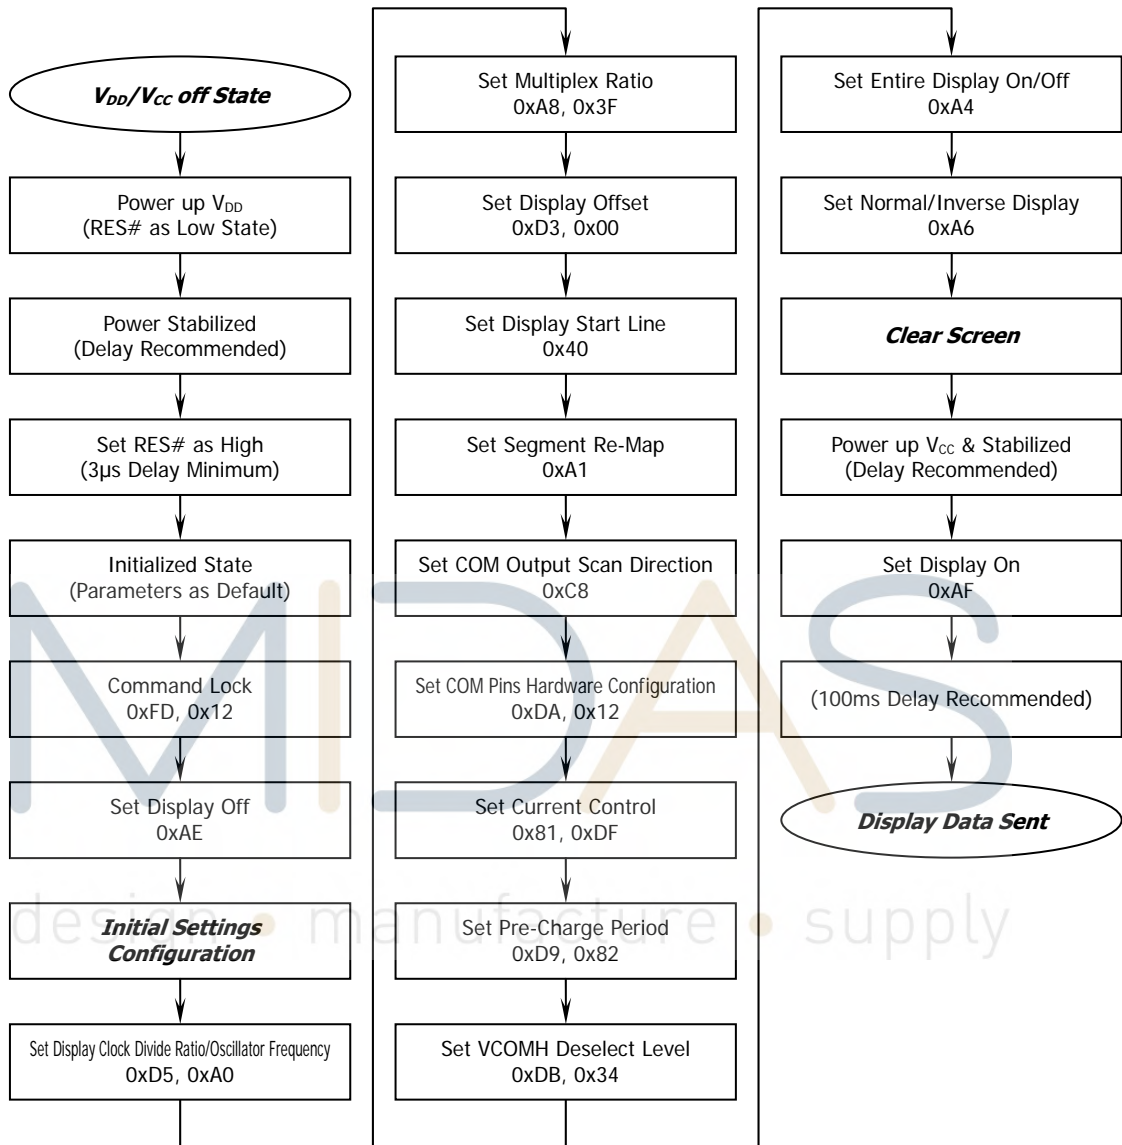 VDD/VCC off State
Power up VDD
(RES# as Low State)
Power Stabilized
(Delay Recommended)
Set RES# as High
(3µs Delay Minimum)
Initialized State
(Parameters as Default)
Command Lock
0xFD, 0x12
Set Display Off
0xAE
Initial Settings
Configuration
Set Display Clock Divide Ratio/Oscillator Frequency
0xD5, 0xA0
Set Multiplex Ratio
0xA8, 0x3F
Set Display Offset
0xD3, 0x00
Set Display Start Line
0x40
Set Segment Re-Map
0xA1
Set COM Output Scan Direction
0xC8
Set COM Pins Hardware Configuration
0xDA, 0x12
Set Current Control
0x81, 0xDF
Set Pre-Charge Period
0xD9, 0x82
Set VCOMH Deselect Level
0xDB, 0x34
Set Entire Display On/Off
0xA4
Set Normal/Inverse Display
0xA6
Clear Screen
Power up VCC & Stabilized
(Delay Recommended)
Set Display On
0xAF
(100ms Delay Recommended)
Display Data Sent
MIDAS
design • manufacture • supply